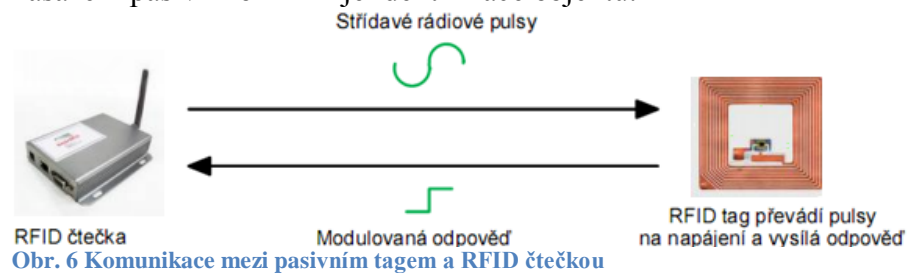 Střídavé rádiové pulsy
RFID čtečka
Modulovaná odpověď
RFID tag převádí pulsy
na napájení a vysílá odpověď
Obr. 6 Komunikace mezi pasivním tagem a RFID čtečkou